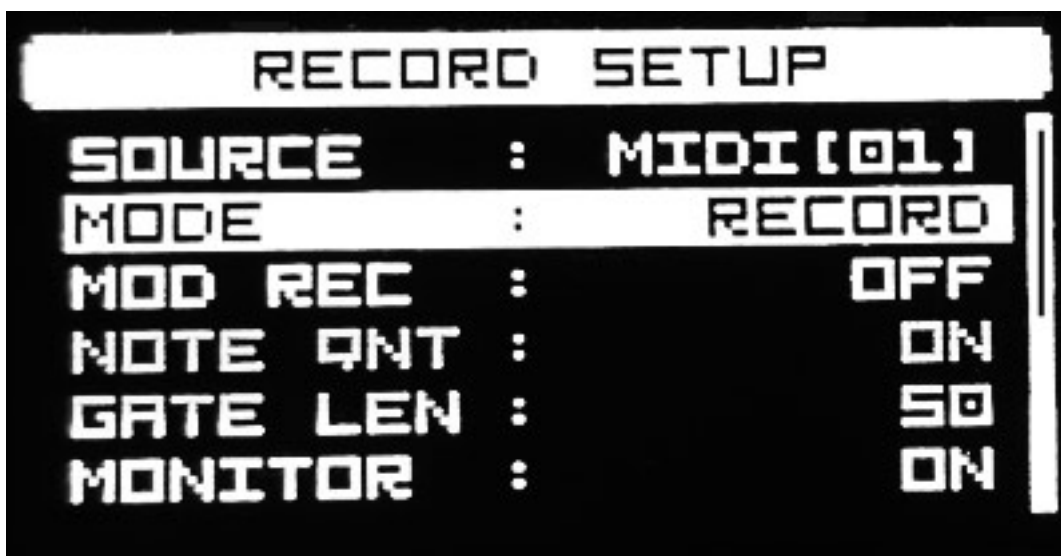 RECORD SETUP
SOURCE : MIDI[01]
MODE : RECORD
MOD REC : OFF
NOTE QNT : ON
GATE LEN : 50
MONITOR : ON